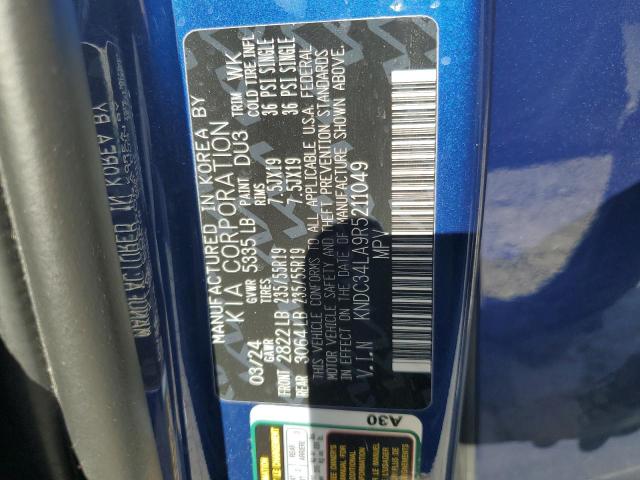 MANUFACTURED IN KOREA BY
KIA CORPORATION
03/24 GVWR 5335 LB PAINT DU3 TRIM WK
GAWR TIRES RIMS COLD TIRE INFL
FRONT 2822 LB 235/55R19 7.5JX19 36 PSI SINGLE
REAR 3064 LB 235/55R19 7.5JX19 36 PSI SINGLE
THIS VEHICLE CONFORMS TO ALL APPLICABLE U.S.A. FEDERAL
MOTOR VEHICLE SAFETY AND THEFT PREVENTION STANDARDS
IN EFFECT ON THE DATE OF MANUFACTURE SHOWN ABOVE.
V.I.N KNDC34LA9R5211049
MPV
A30